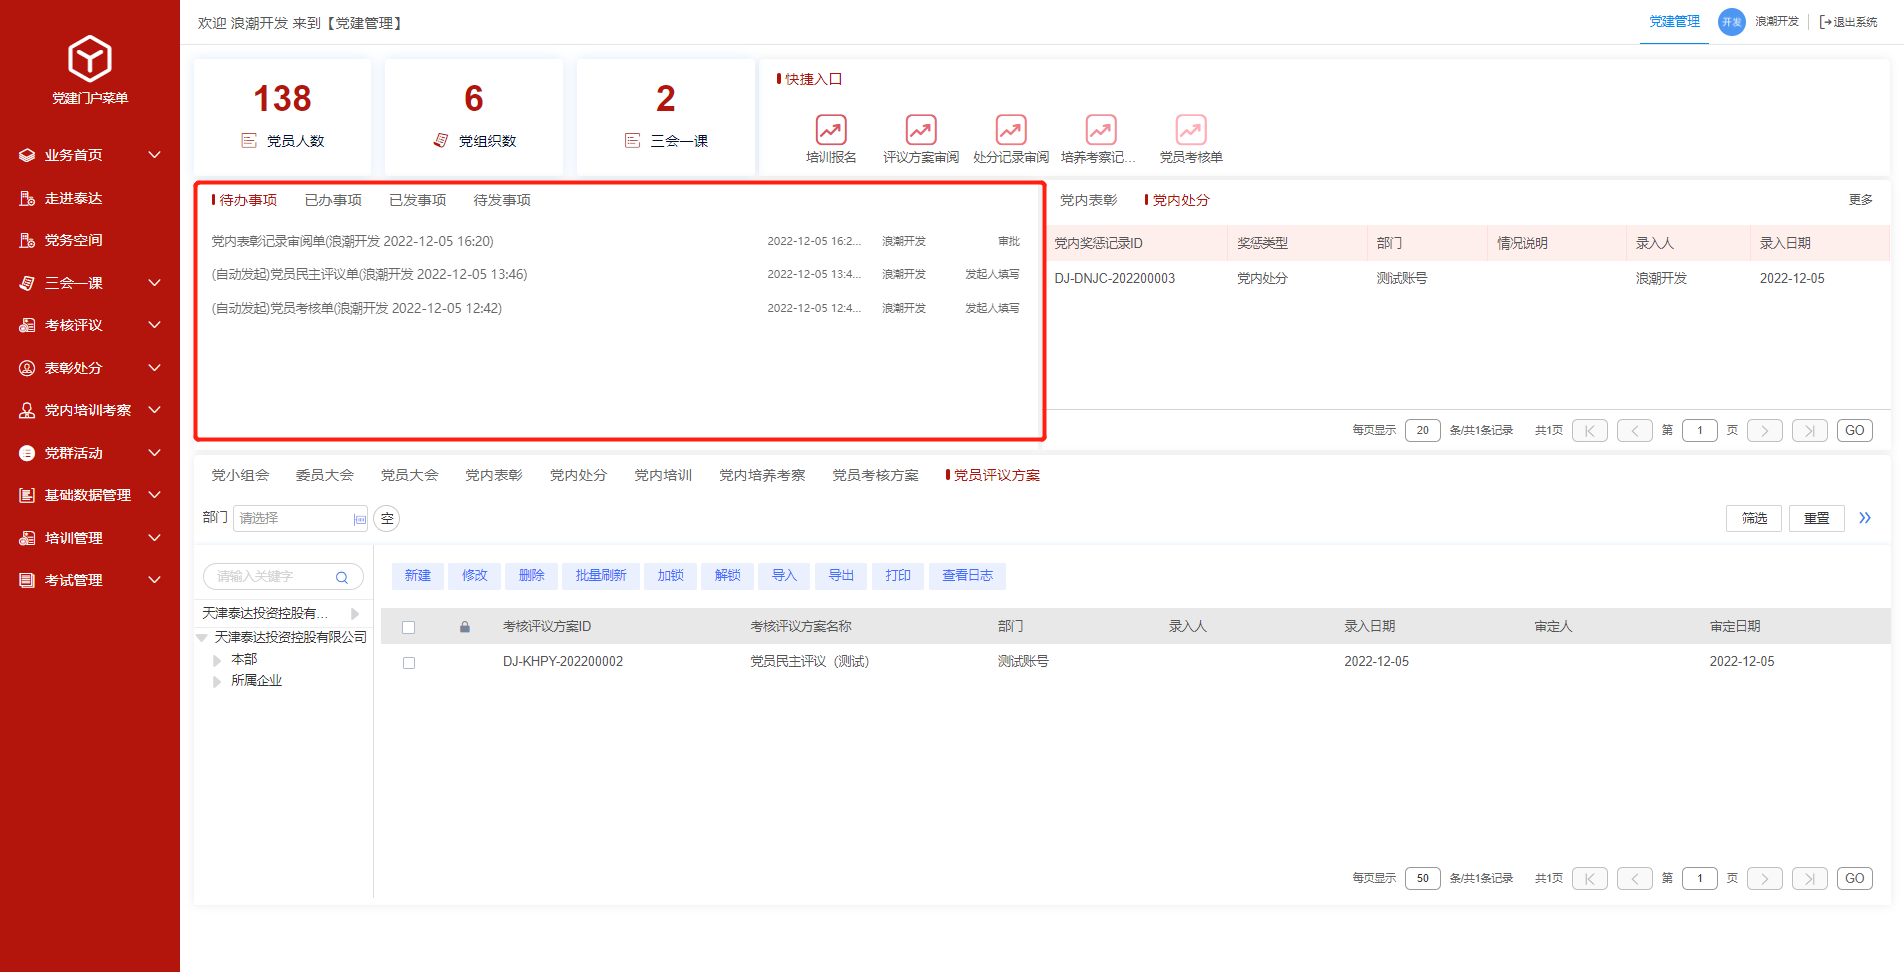 欢迎 浪潮开发 来到【党建管理】
党建管理 开发 浪潮开发 退出系统
党建门户菜单
业务首页
走进泰达
党务空间
三会一课
考核评议
表彰处分
党内培训考察
党群活动
基础数据管理
培训管理
考试管理
138
党员人数
6
党组织数
2
三会一课
快捷入口
培训报名 评议方案审阅 处分记录审阅 培养考察记... 党员考核单
待办事项 已办事项 已发事项 待发事项
党内表彰记录审阅单(浪潮开发 2022-12-05 16:20) 2022-12-05 16:2... 浪潮开发 审批
(自动发起)党员民主评议单(浪潮开发 2022-12-05 13:46) 2022-12-05 13:4... 浪潮开发 发起人填写
(自动发起)党员考核单(浪潮开发 2022-12-05 12:42) 2022-12-05 12:4... 浪潮开发 发起人填写
党内表彰 党内处分 更多
党内奖惩记录ID 奖惩类型 部门 情况说明 录入人 录入日期
DJ-DNJC-202200003 党内处分 测试账号 浪潮开发 2022-12-05
每页显示 20 条/共1条记录 共1页 第 1 页 GO
党小组会 委员大会 党员大会 党内表彰 党内处分 党内培训 党内培养考察 党员考核方案 党员评议方案
部门 请选择 空 筛选 重置
请输入关键字
天津泰达投资控股有...
天津泰达投资控股有限公司
本部
所属企业
新建 修改 删除 批量刷新 加锁 解锁 导入 导出 打印 查看日志
考核评议方案ID 考核评议方案名称 部门 录入人 录入日期 审定人 审定日期
DJ-KHPY-202200002 党员民主评议（测试） 测试账号 2022-12-05 2022-12-05
每页显示 50 条/共1条记录 共1页 第 1 页 GO